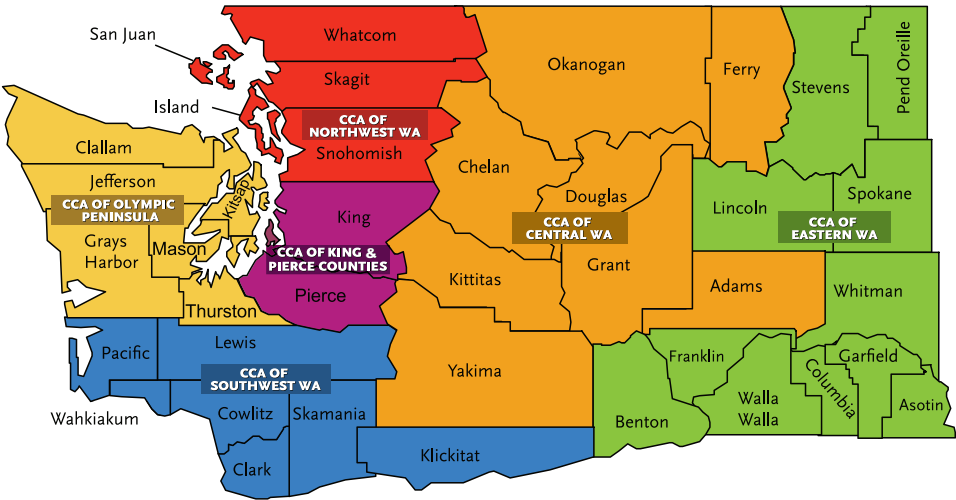 San Juan
Whatcom
Okanogan
Ferry
Stevens
Pend Oreille
Skagit
Island
CCA OF
NORTHWEST WA
Snohomish
Clallam
Chelan
Jefferson
CCA OF OLYMPIC
PENINSULA
Kitsap
Douglas
Spokane
Lincoln
King
CCA OF
CENTRAL WA
CCA OF
EASTERN WA
Grays
Harbor
Mason
CCA OF KING &
PIERCE COUNTIES
Grant
Kittitas
Adams
Whitman
Pierce
Thurston
Pacific
Lewis
Franklin
Garfield
Columbia
Yakima
CCA OF
SOUTHWEST WA
Walla
Walla
Asotin
Wahkiakum
Cowlitz
Skamania
Benton
Klickitat
Clark